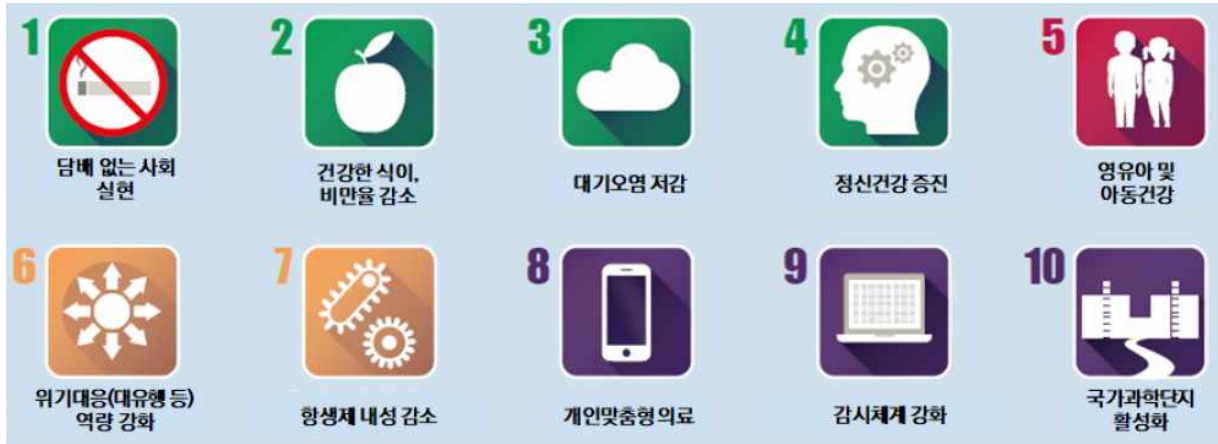 1
담배 없는 사회
실현
2
건강한 식이,
비만율 감소
3
대기오염 저감
4
정신건강 증진
5
영유아 및
아동건강
6
위기대응(대유행 등)
역량 강화
7
항생제 내성 감소
8
개인맞춤형 의료
9
감시체계 강화
10
국가과학단지
활성화